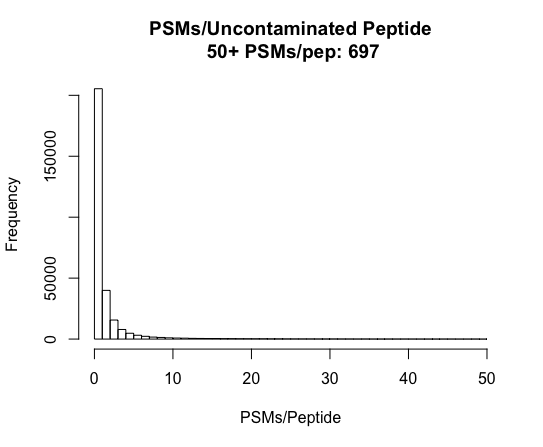 PSMs/Uncontaminated Peptide
50+ PSMs/pep: 697
Frequency
150000
50000
0
0 10 20 30 40 50
PSMs/Peptide